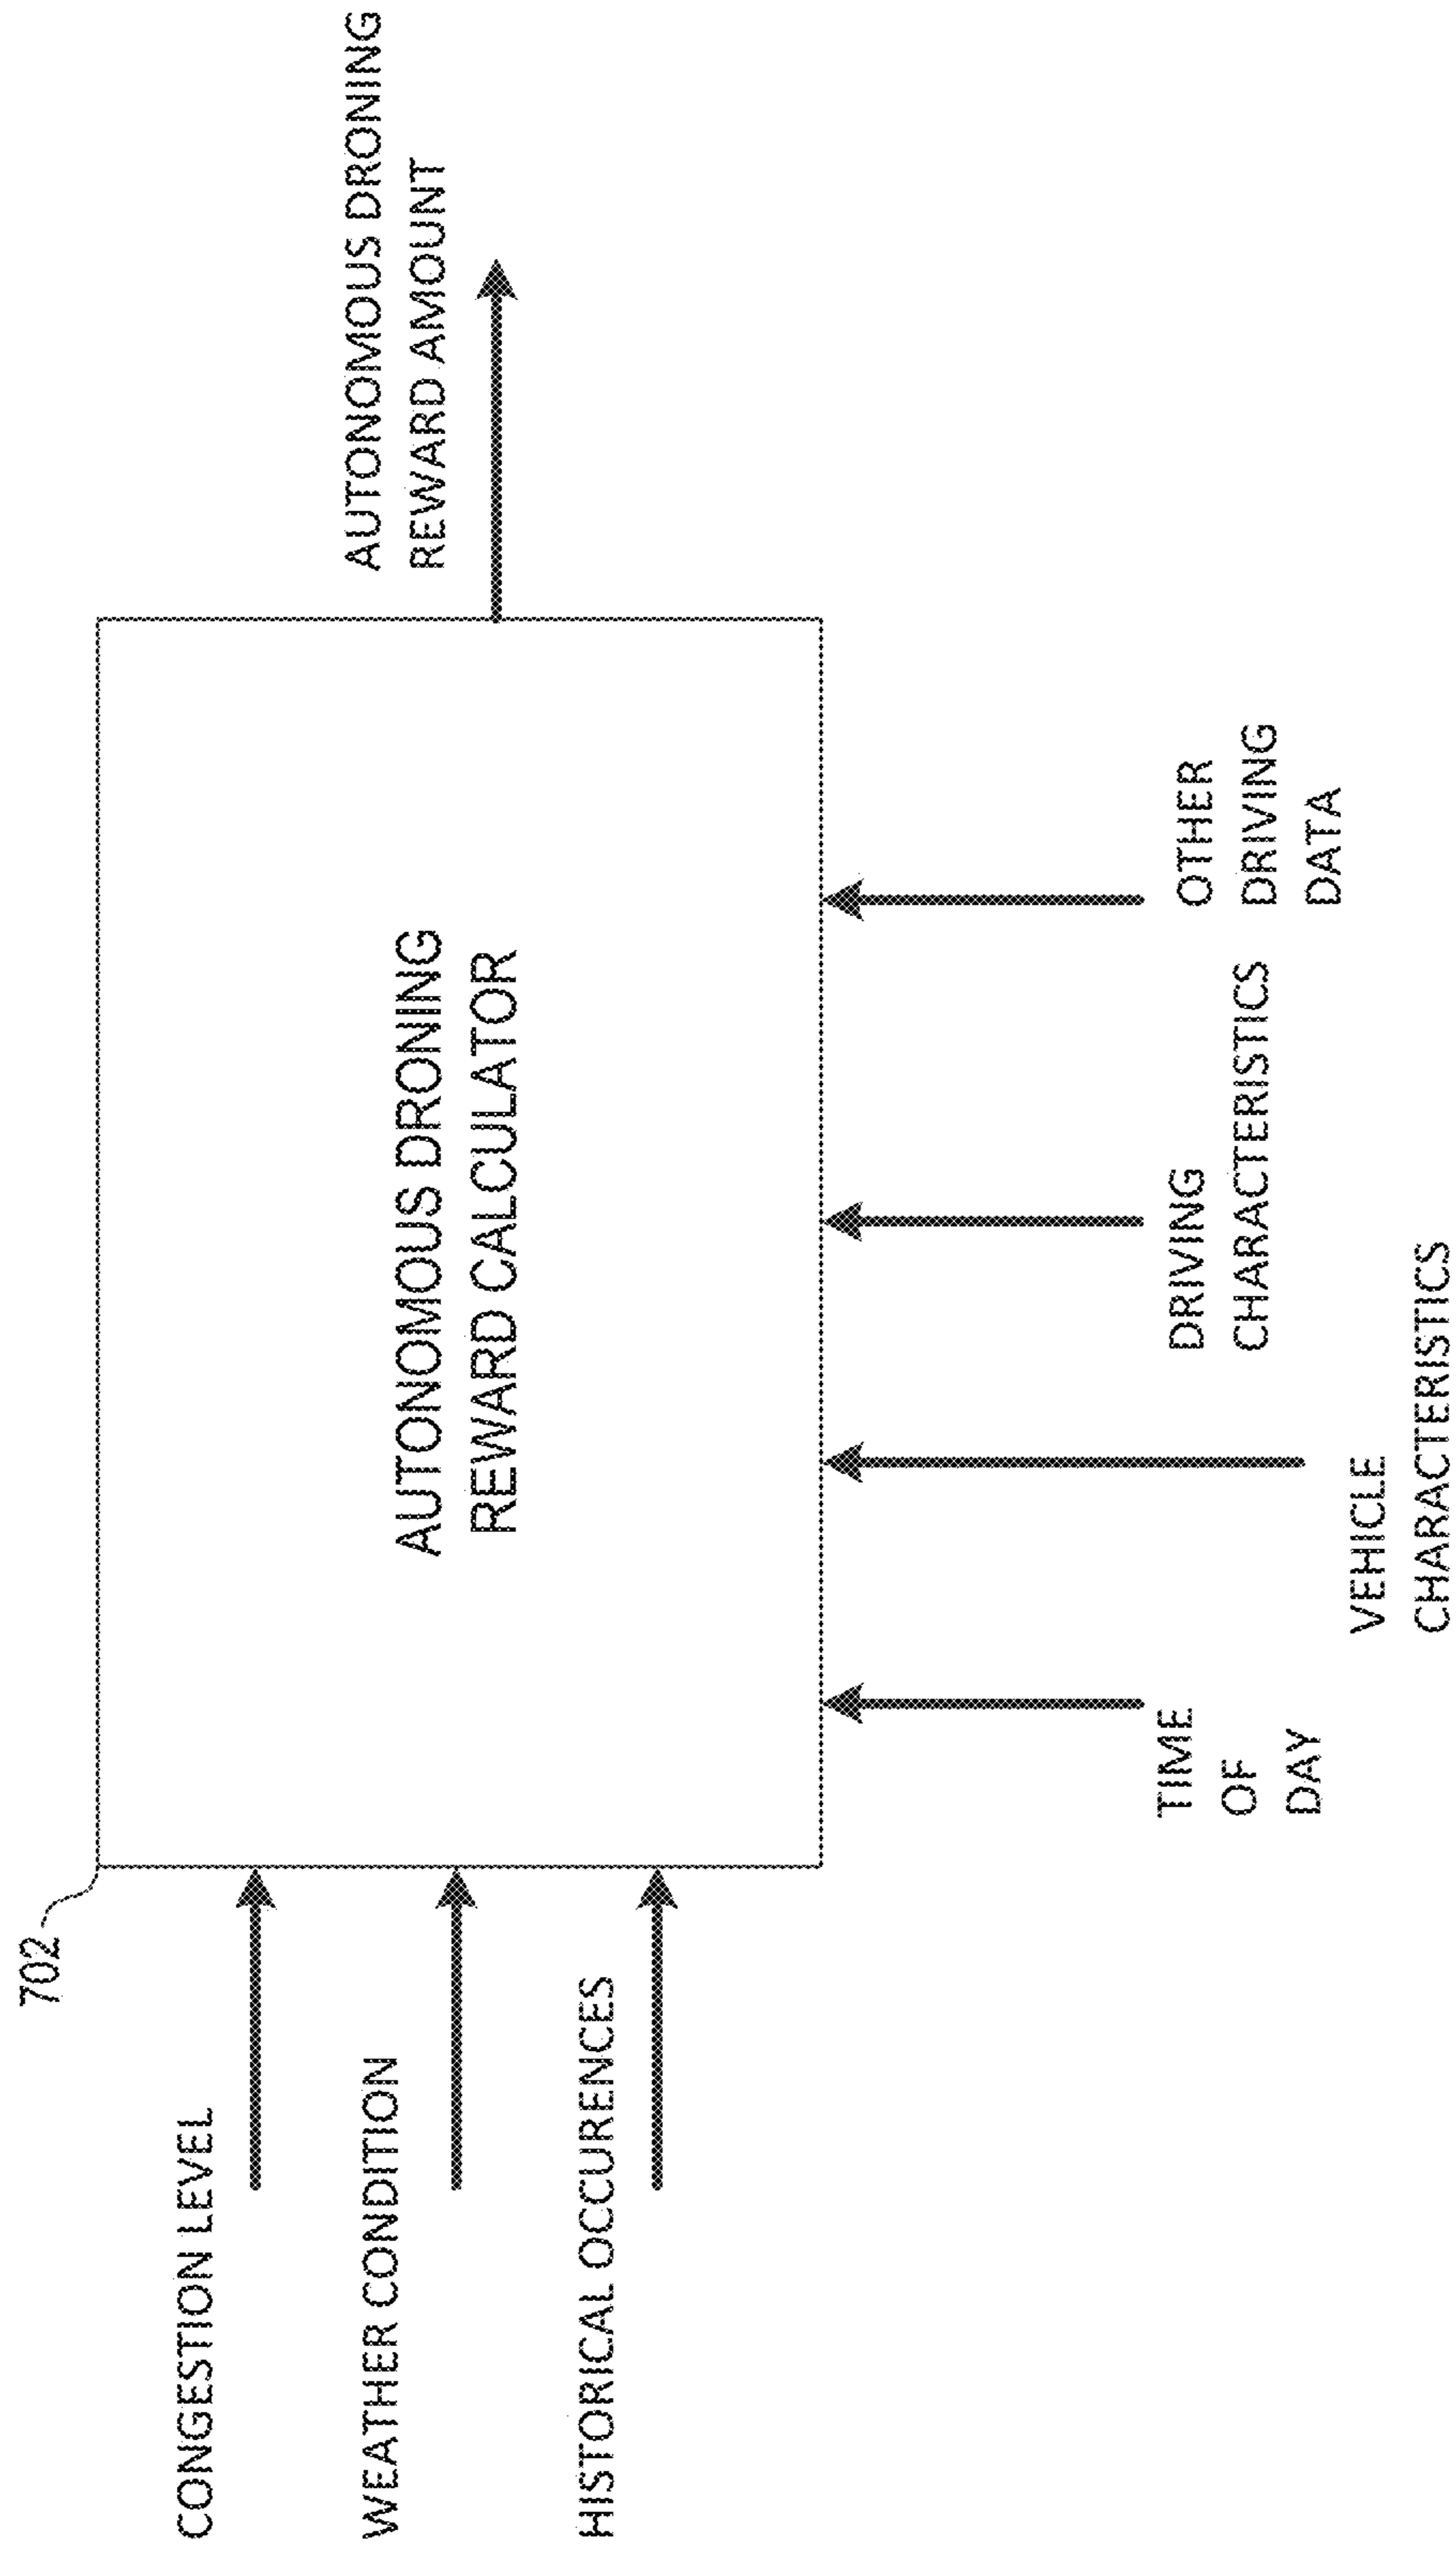 702
CONGESTION LEVEL
WEATHER CONDITION
HISTORICAL OCCURENCES
AUTONOMOUS DRONING
REWARD CALCULATOR
AUTONOMOUS DRONING
REWARD AMOUNT
TIME
OF
DAY
VEHICLE
CHARACTERISTICS
DRIVING
CHARACTERISTICS
OTHER
DRIVING
DATA